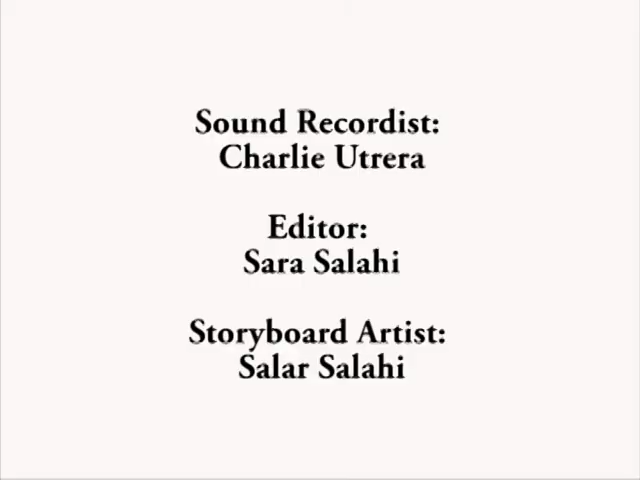 Sound Recordist:
Charlie Utrera
Editor:
Sara Salahi
Storyboard Artist:
Salar Salahi